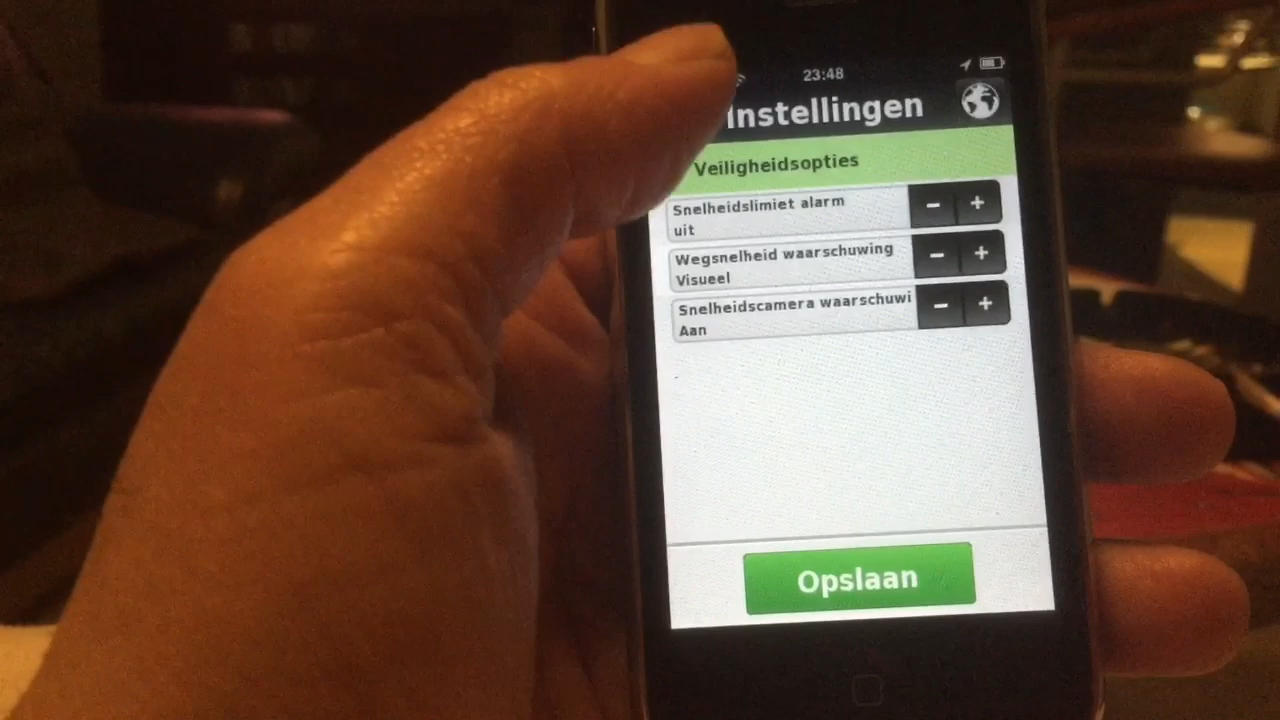 23:48
Instellingen
Veiligheidsopties
Snelheidslimiet alarm
uit
− +
Wegsnelheid waarschuwing
Visueel
− +
Snelheidscamera waarschuwi
Aan
− +
Opslaan